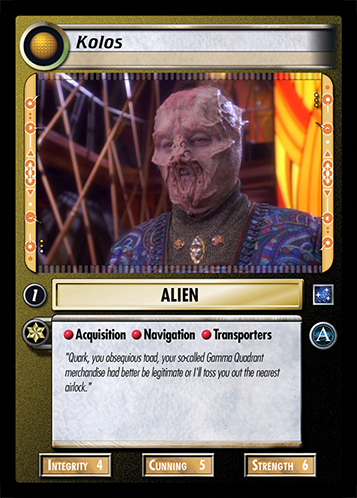 Kolos
1
ALIEN
Acquisition Navigation Transporters
A
"Quark, you obsequious toad, your so-called Gamma Quadrant
merchandise had better be legitimate or I'll toss you out the nearest
airlock."
INTEGRITY 4 CUNNING 5 STRENGTH 6